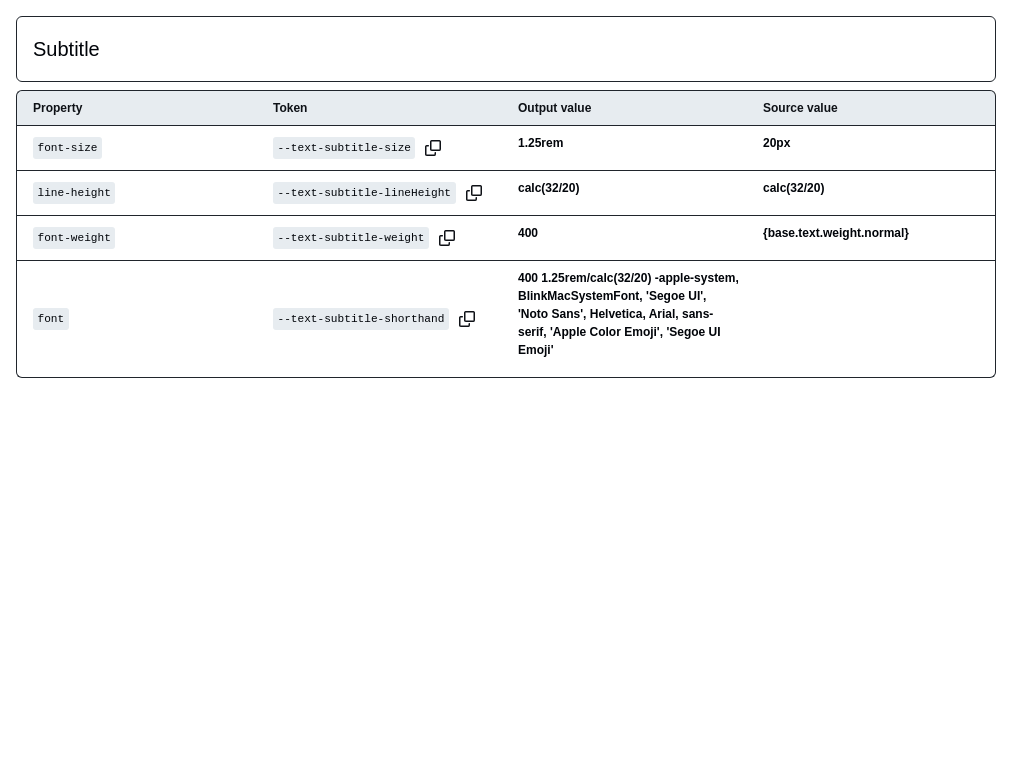 Subtitle
Property Token Output value Source value
font-size --text-subtitle-size 1.25rem 20px
line-height --text-subtitle-lineHeight calc(32/20) calc(32/20)
font-weight --text-subtitle-weight 400 {base.text.weight.normal}
font --text-subtitle-shorthand 400 1.25rem/calc(32/20) -apple-system,
BlinkMacSystemFont, 'Segoe UI',
'Noto Sans', Helvetica, Arial, sans-
serif, 'Apple Color Emoji', 'Segoe UI
Emoji'